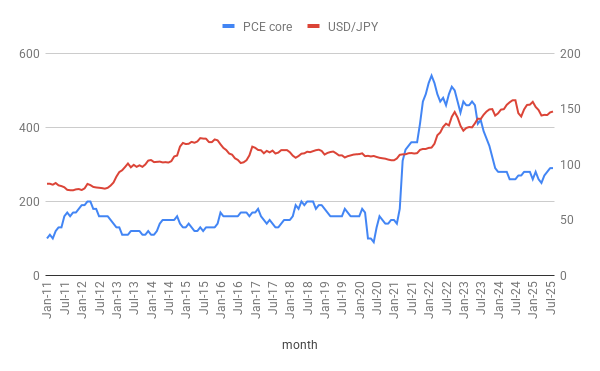 PCE core USD/JPY
600 200
400 150
200 100
0 50
0
Jan-11 Jul-11 Jan-12 Jul-12 Jan-13 Jul-13 Jan-14 Jul-14 Jan-15 Jul-15 Jan-16 Jul-16 Jan-17 Jul-17 Jan-18 Jul-18 Jan-19 Jul-19 Jan-20 Jul-20 Jan-21 Jul-21 Jan-22 Jul-22 Jan-23 Jul-23 Jan-24 Jul-24 Jan-25 Jul-25
month